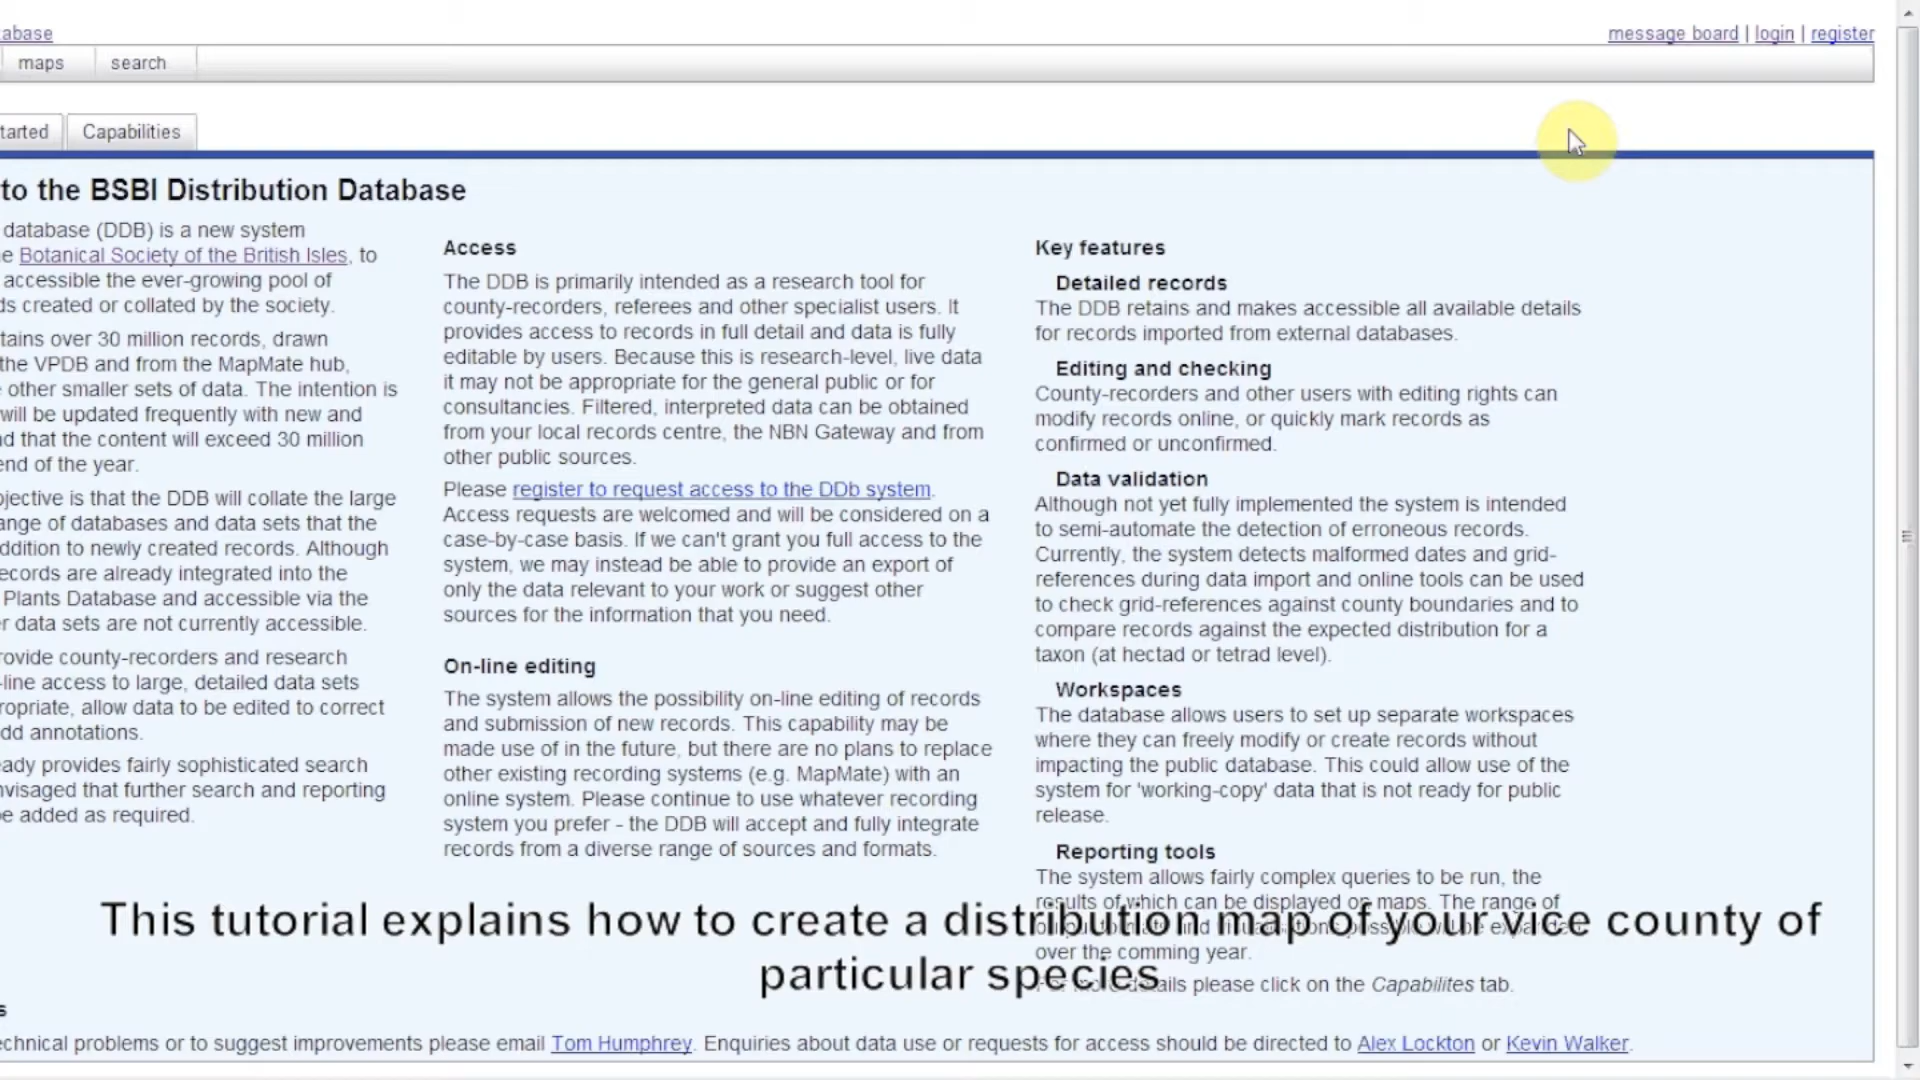 abase
message board | login | register
maps
search
tarted
Capabilities
to the BSBI Distribution Database
database (DDB) is a new system
e Botanical Society of the British Isles, to
accessible the ever-growing pool of
ds created or collated by the society.
tains over 30 million records, drawn
the VPDB and from the MapMate hub,
e other smaller sets of data. The intention is
will be updated frequently with new and
nd that the content will exceed 30 million
end of the year.
bjective is that the DDB will collate the large
ange of databases and data sets that the
ddition to newly created records. Although
ecords are already integrated into the
Plants Database and accessible via the
r data sets are not currently accessible.
rovide county-recorders and research
-line access to large, detailed data sets
ropriate, allow data to be edited to correct
dd annotations.
eady provides fairly sophisticated search
nvisaged that further search and reporting
be added as required.
Access
The DDB is primarily intended as a research tool for
county-recorders, referees and other specialist users. It
provides access to records in full detail and data is fully
editable by users. Because this is research-level, live data
it may not be appropriate for the general public or for
consultancies. Filtered, interpreted data can be obtained
from your local records centre, the NBN Gateway and from
other public sources.
Please register to request access to the DDb system.
Access requests are welcomed and will be considered on a
case-by-case basis. If we can't grant you full access to the
system, we may instead be able to provide an export of
only the data relevant to your work or suggest other
sources for the information that you need.
On-line editing
The system allows the possibility on-line editing of records
and submission of new records. This capability may be
made use of in the future, but there are no plans to replace
other existing recording systems (e.g. MapMate) with an
online system. Please continue to use whatever recording
system you prefer - the DDB will accept and fully integrate
records from a diverse range of sources and formats.
Key features
Detailed records
The DDB retains and makes accessible all available details
for records imported from external databases.
Editing and checking
County-recorders and other users with editing rights can
modify records online, or quickly mark records as
confirmed or unconfirmed.
Data validation
Although not yet fully implemented the system is intended
to semi-automate the detection of erroneous records.
Currently, the system detects malformed dates and grid-
references during data import and online tools can be used
to check grid-references against county boundaries and to
compare records against the expected distribution for a
taxon (at hectad or tetrad level).
Workspaces
The database allows users to set up separate workspaces
where they can freely modify or create records without
impacting the public database. This could allow use of the
system for 'working-copy' data that is not ready for public
release.
Reporting tools
The system allows fairly complex queries to be run, the
results of which can be displayed on maps. The range of
over the comming year.
details please click on the Capabilites tab.
This tutorial explains how to create a distribution map of your vice county of
particular species
s
echnical problems or to suggest improvements please email Tom Humphrey. Enquiries about data use or requests for access should be directed to Alex Lockton or Kevin Walker.